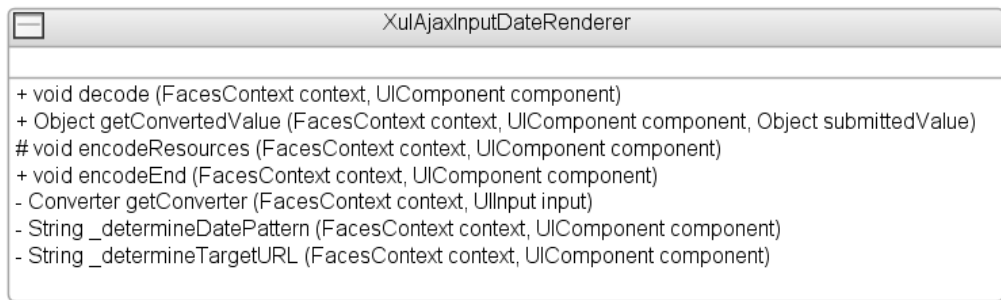 XulAjaxInputDateRenderer
+ void decode (FacesContext context, UIComponent component)
+ Object getConvertedValue (FacesContext context, UIComponent component, Object submittedValue)
# void encodeResources (FacesContext context, UIComponent component)
+ void encodeEnd (FacesContext context, UIComponent component)
- Converter getConverter (FacesContext context, UIInput input)
- String _determineDatePattern (FacesContext context, UIComponent component)
- String _determineTargetURL (FacesContext context, UIComponent component)